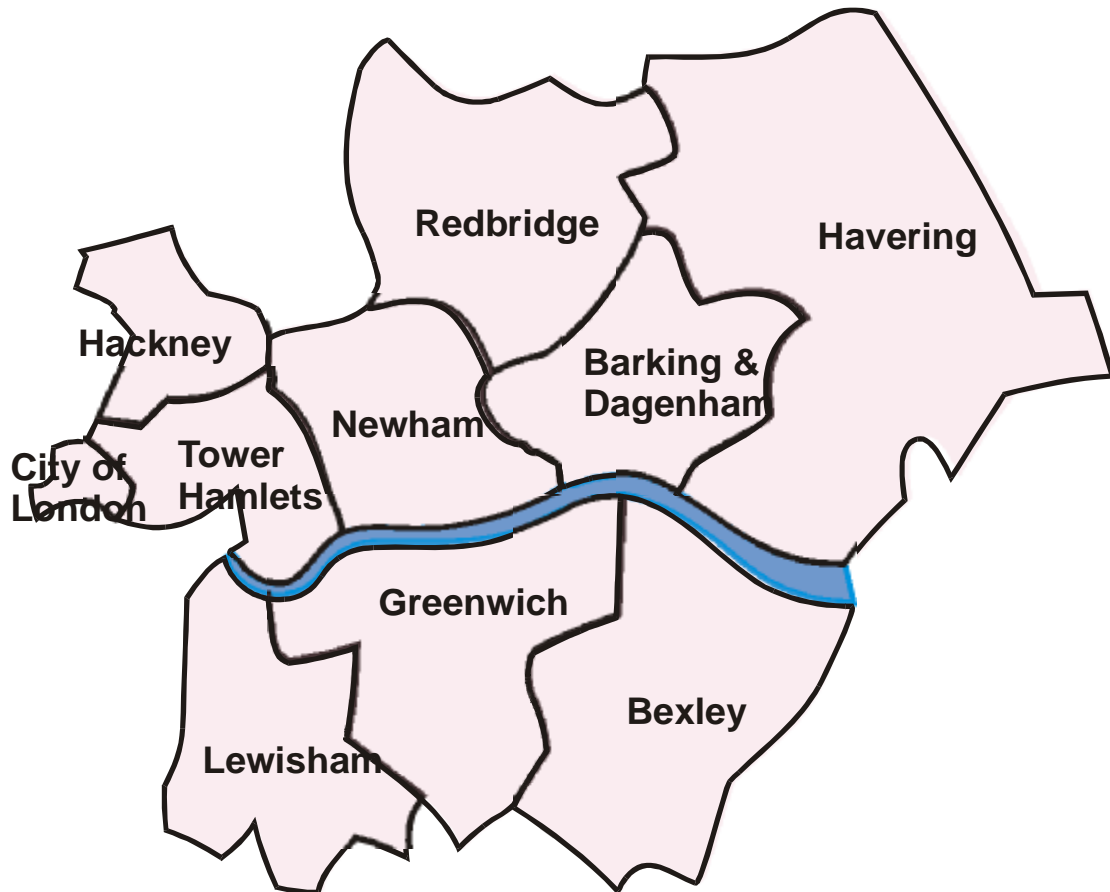 Redbridge
Havering
Hackney
Barking &
Dagenham
Newham
Tower
Hamlets
City of
London
Greenwich
Bexley
Lewisham